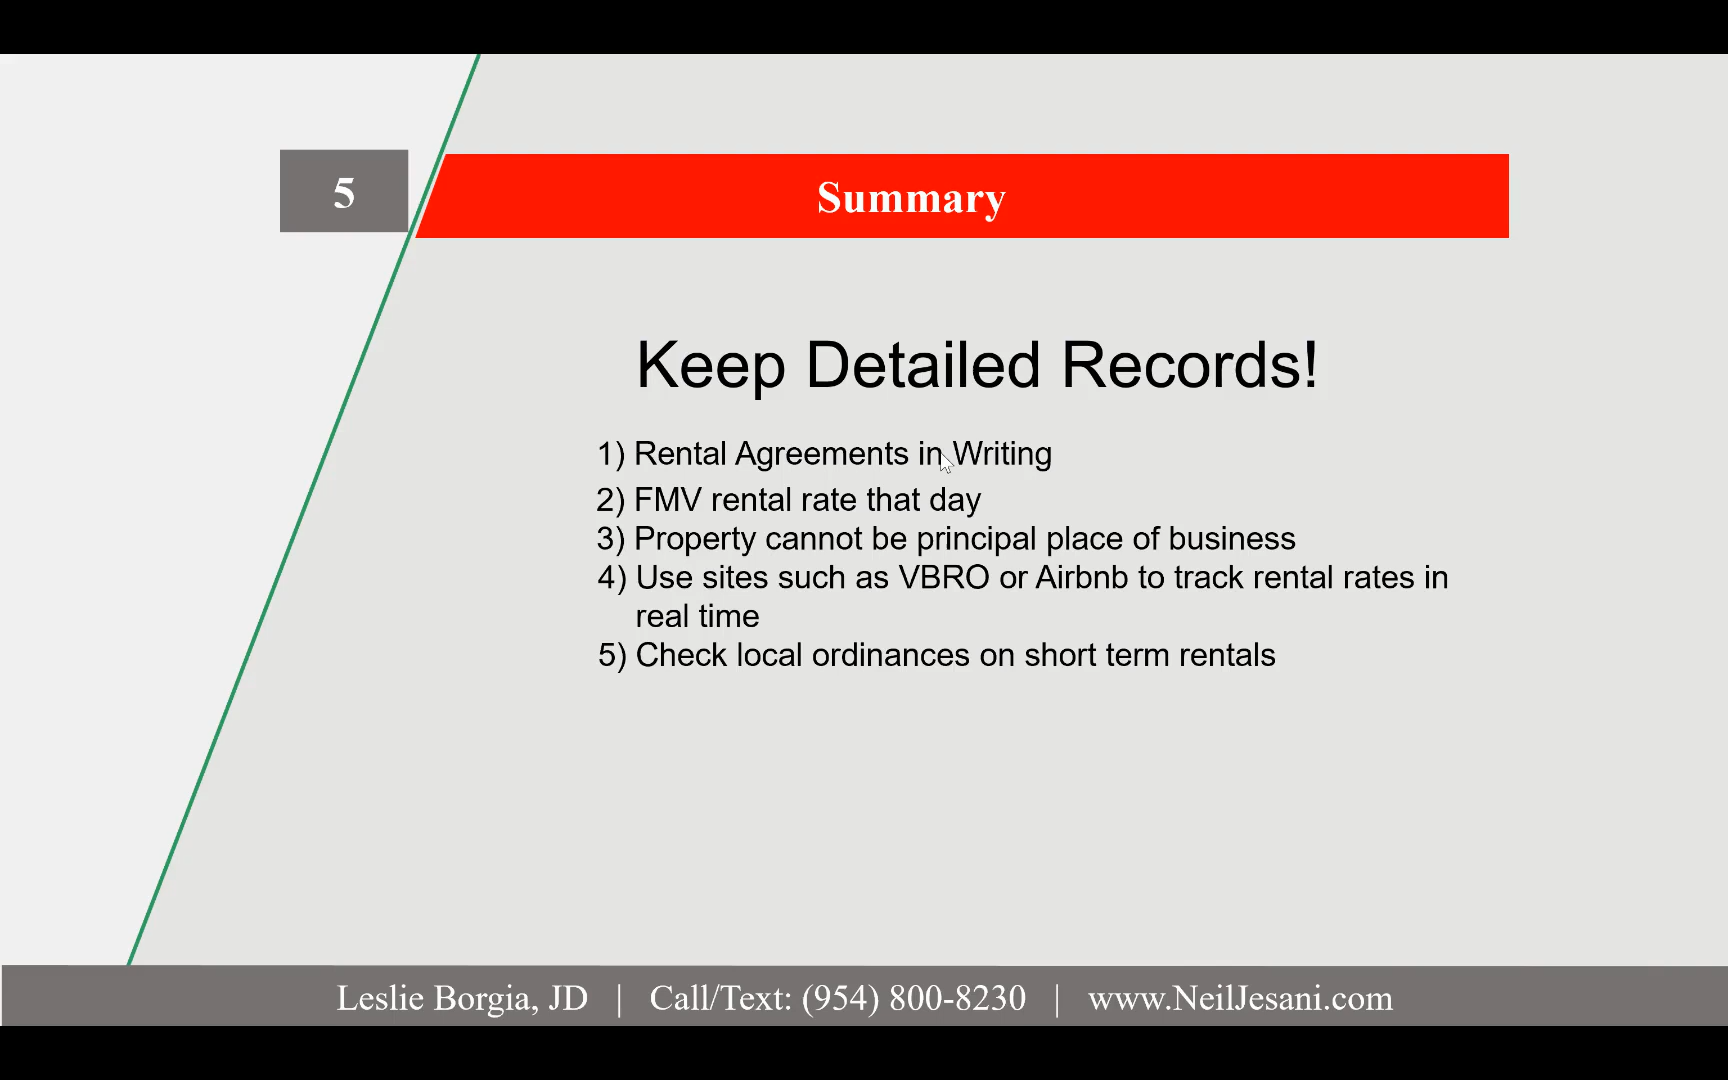 5
Summary
Keep Detailed Records!
1) Rental Agreements in Writing
2) FMV rental rate that day
3) Property cannot be principal place of business
4) Use sites such as VBRO or Airbnb to track rental rates in
real time
5) Check local ordinances on short term rentals
Leslie Borgia, JD | Call/Text: (954) 800-8230 | www.NeilJesani.com